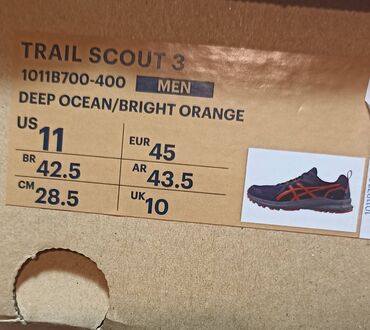 TRAIL SCOUT 3
1011B700-400 MEN
DEEP OCEAN/BRIGHT ORANGE
US 11 EUR 45
BR 42.5 AR 43.5
CM 28.5 UK 10